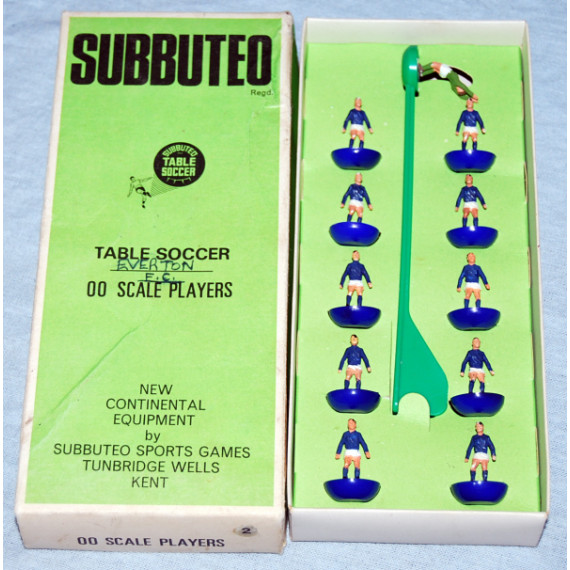 SUBBUTEO
Regd.
SUBBUTEO
TABLE
SOCCER
TABLE SOCCER
EVERTON
F.C.
00 SCALE PLAYERS
NEW
CONTINENTAL
EQUIPMENT
by
SUBBUTEO SPORTS GAMES
TUNBRIDGE WELLS
KENT
00 SCALE PLAYERS
2